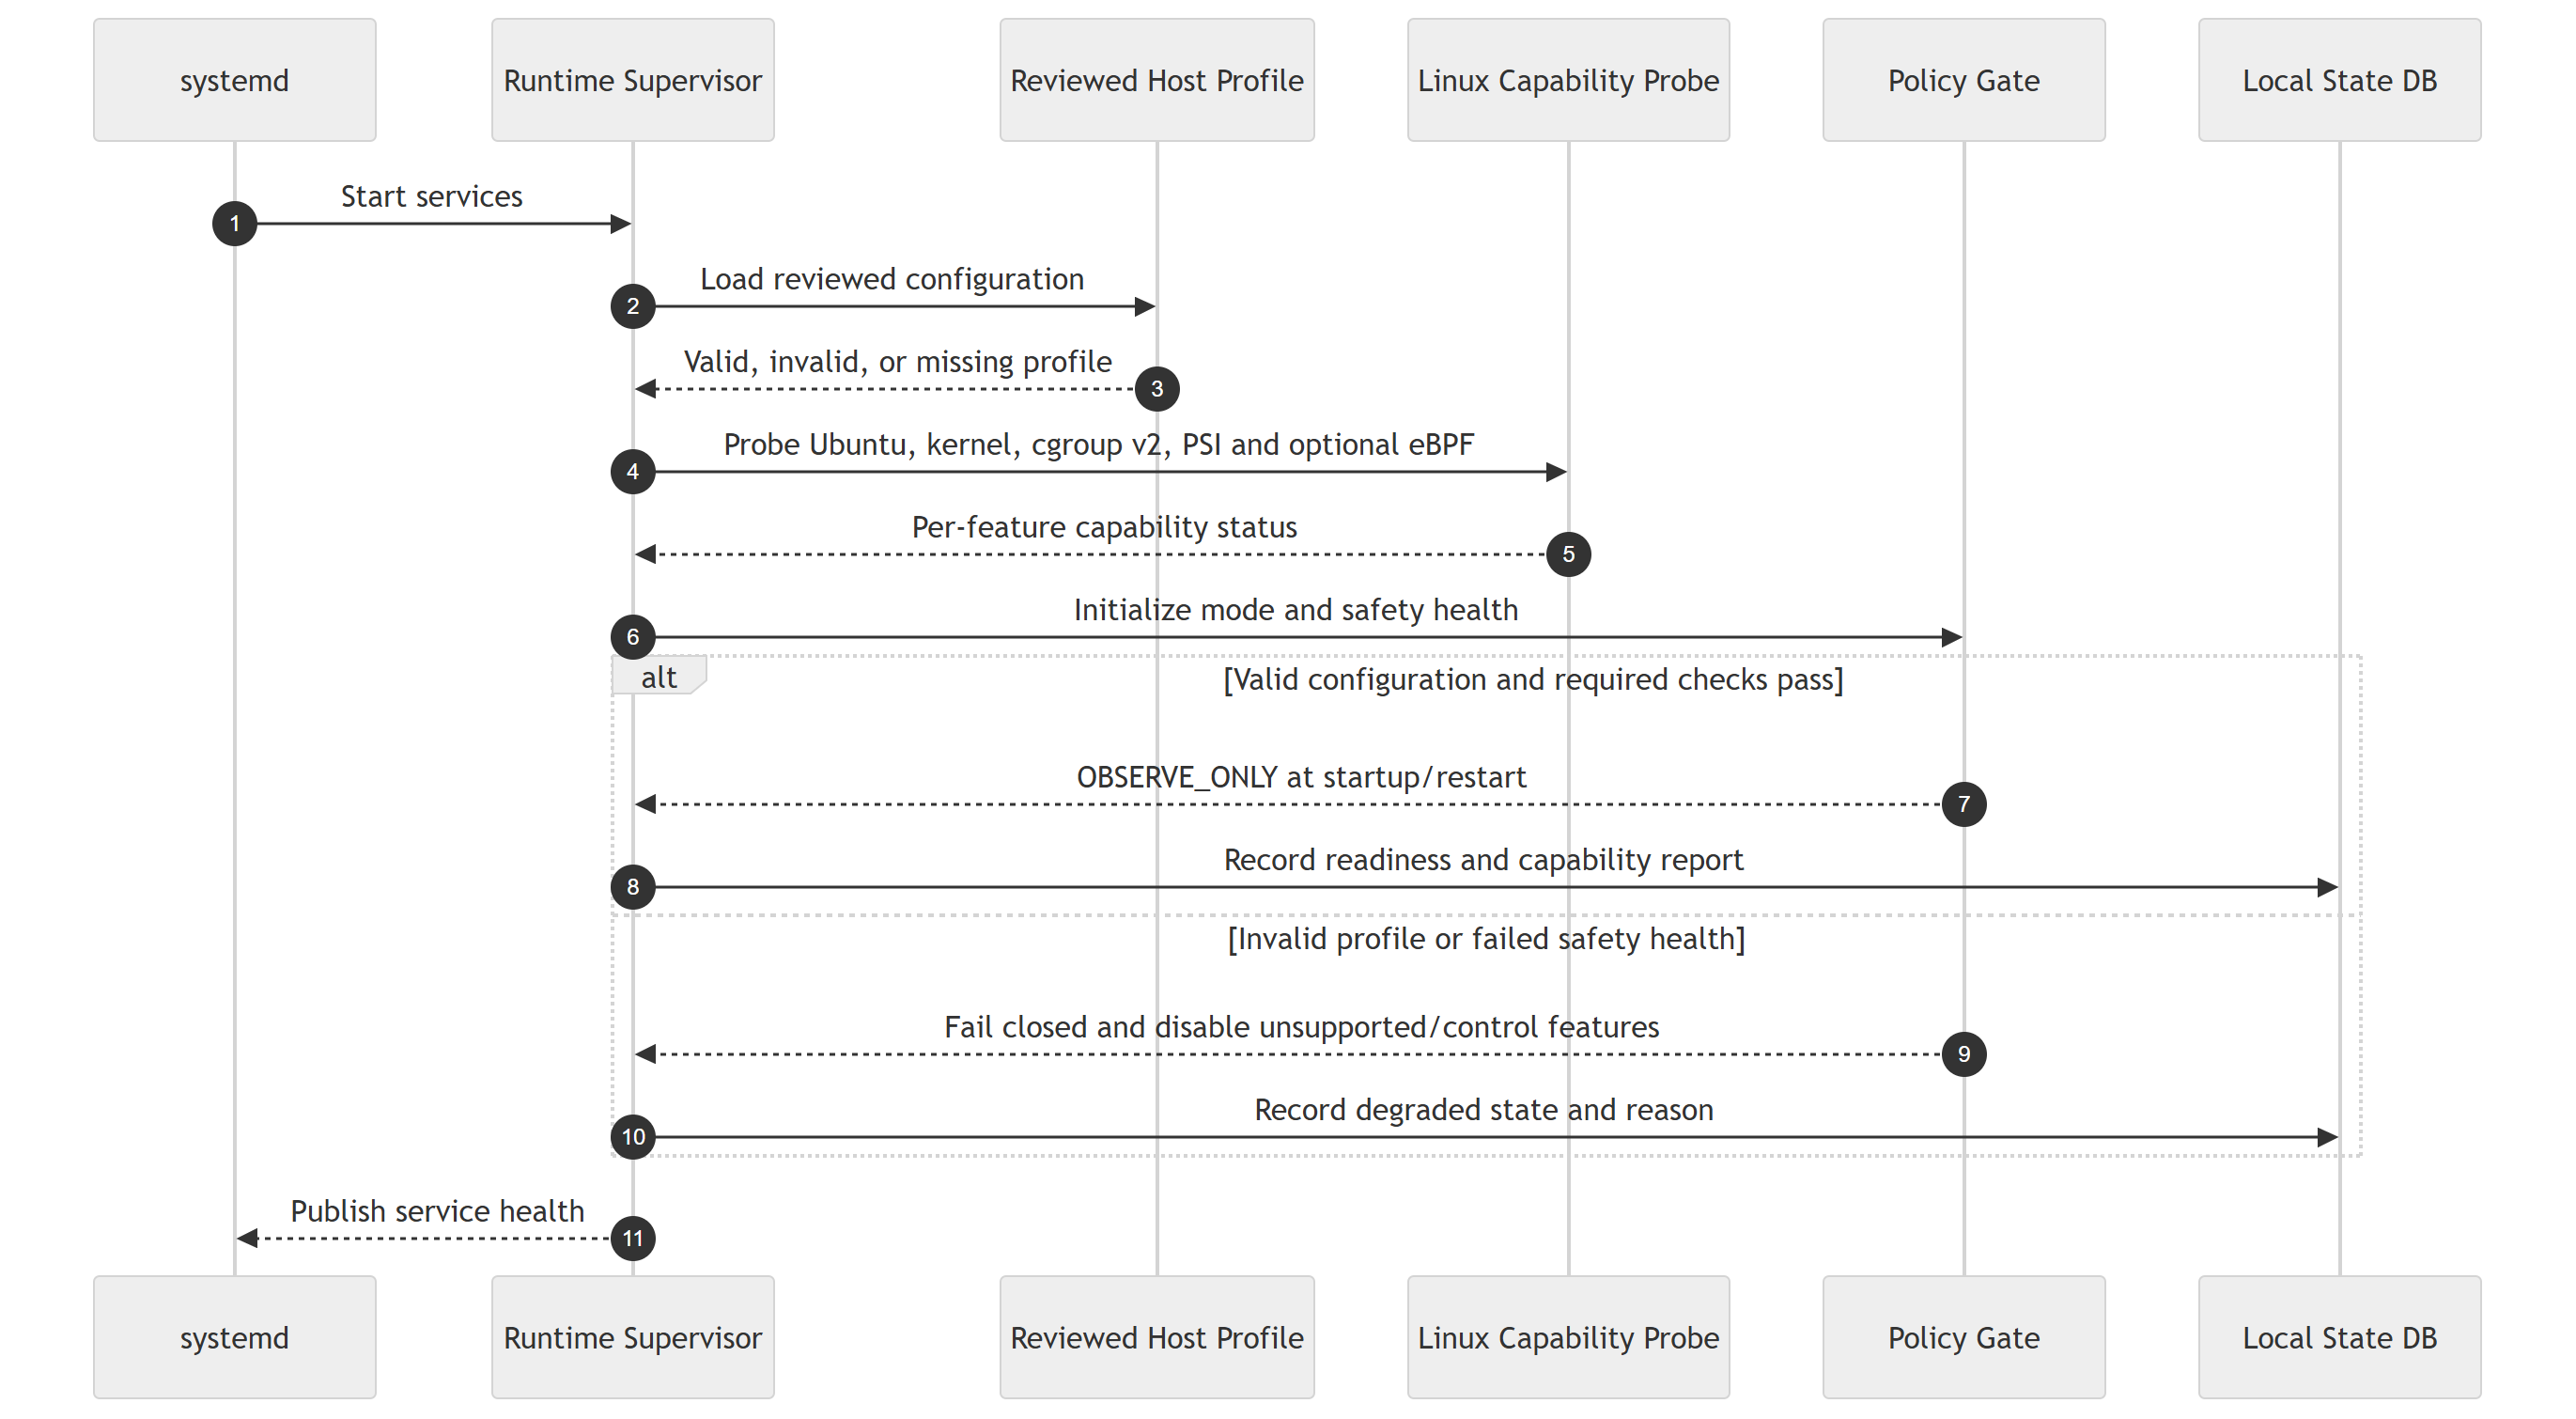 systemd
Runtime Supervisor
Reviewed Host Profile
Linux Capability Probe
Policy Gate
Local State DB
Start services
1
Load reviewed configuration
2
Valid, invalid, or missing profile
3
Probe Ubuntu, kernel, cgroup v2, PSI and optional eBPF
4
Per-feature capability status
5
Initialize mode and safety health
6
alt
[Valid configuration and required checks pass]
OBSERVE_ONLY at startup/restart
7
Record readiness and capability report
8
[Invalid profile or failed safety health]
Fail closed and disable unsupported/control features
9
Record degraded state and reason
10
Publish service health
11
systemd
Runtime Supervisor
Reviewed Host Profile
Linux Capability Probe
Policy Gate
Local State DB